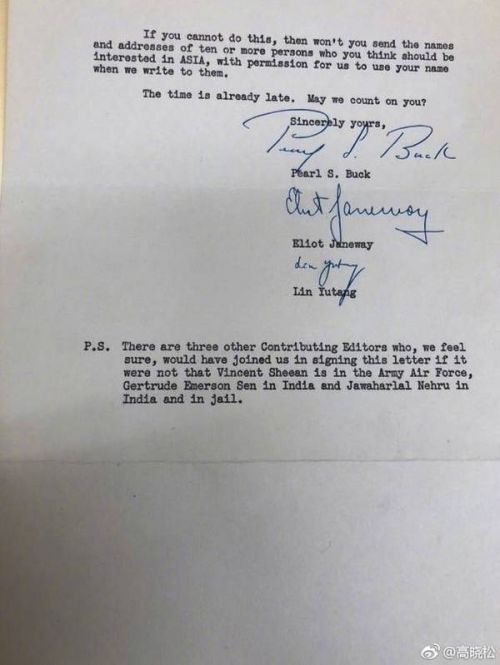 If you cannot do this, then won't you send the names
and addresses of ten or more persons who you think should be
interested in ASIA, with permission for us to use your name
when we write to them.
The time is already late. May we count on you?
Sincerely yours,
Pearl S. Buck
Pearl S. Buck
Eliot Janeway
Eliot Janeway
Lin Yutang
Lin Yutang
P.S. There are three other Contributing Editors who, we feel
sure, would have joined us in signing this letter if it
were not that Vincent Sheean is in the Army Air Force,
Gertrude Emerson Sen in India and Jawaharlal Nehru in
India and in jail.
@高晓松